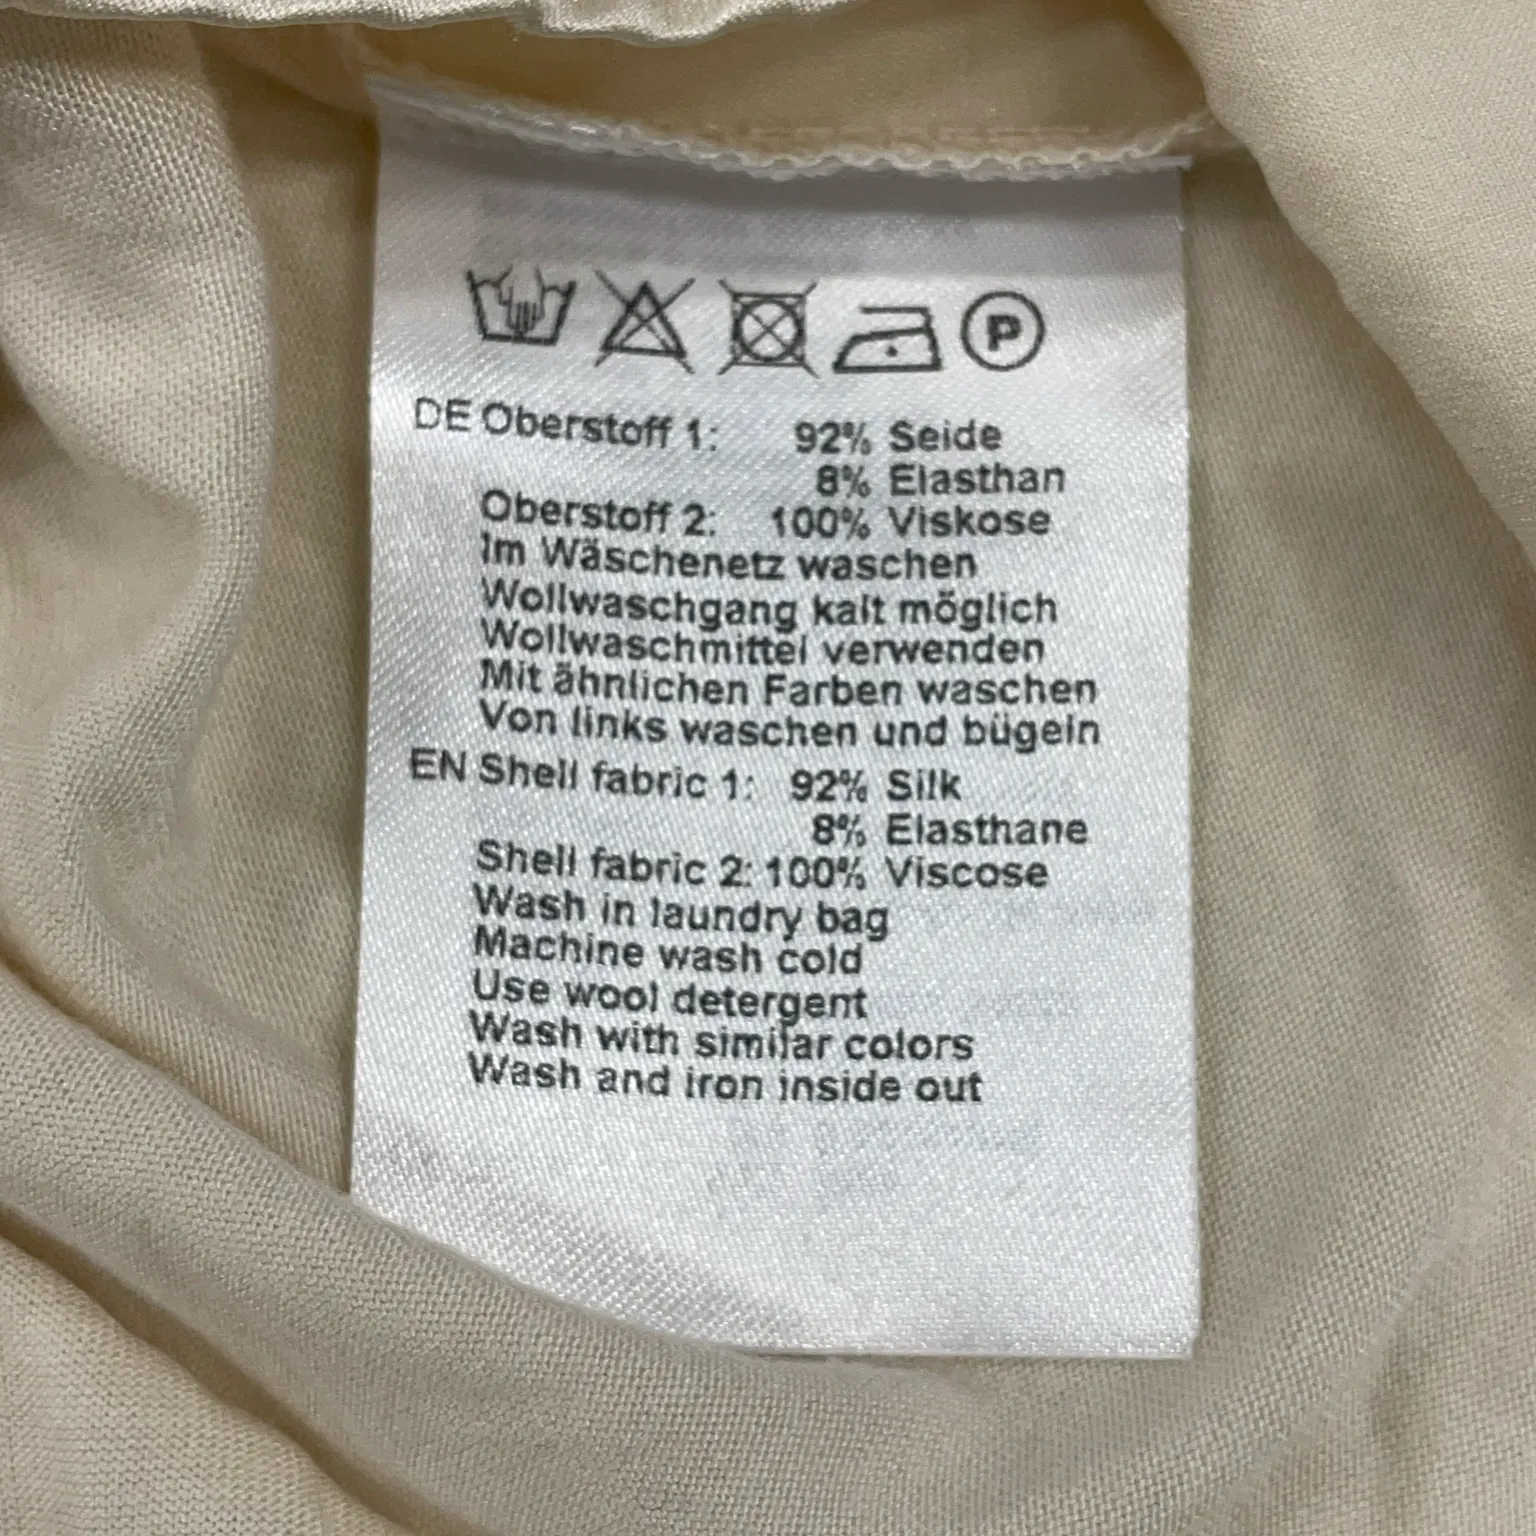 P
DE Oberstoff 1: 92% Seide
8% Elasthan
Oberstoff 2: 100% Viskose
Im Wäschenetz waschen
Wollwaschgang kalt möglich
Wollwaschmittel verwenden
Mit ähnlichen Farben waschen
Von links waschen und bügeln
EN Shell fabric 1: 92% Silk
8% Elasthane
Shell fabric 2: 100% Viscose
Wash in laundry bag
Machine wash cold
Use wool detergent
Wash with similar colors
Wash and iron inside out